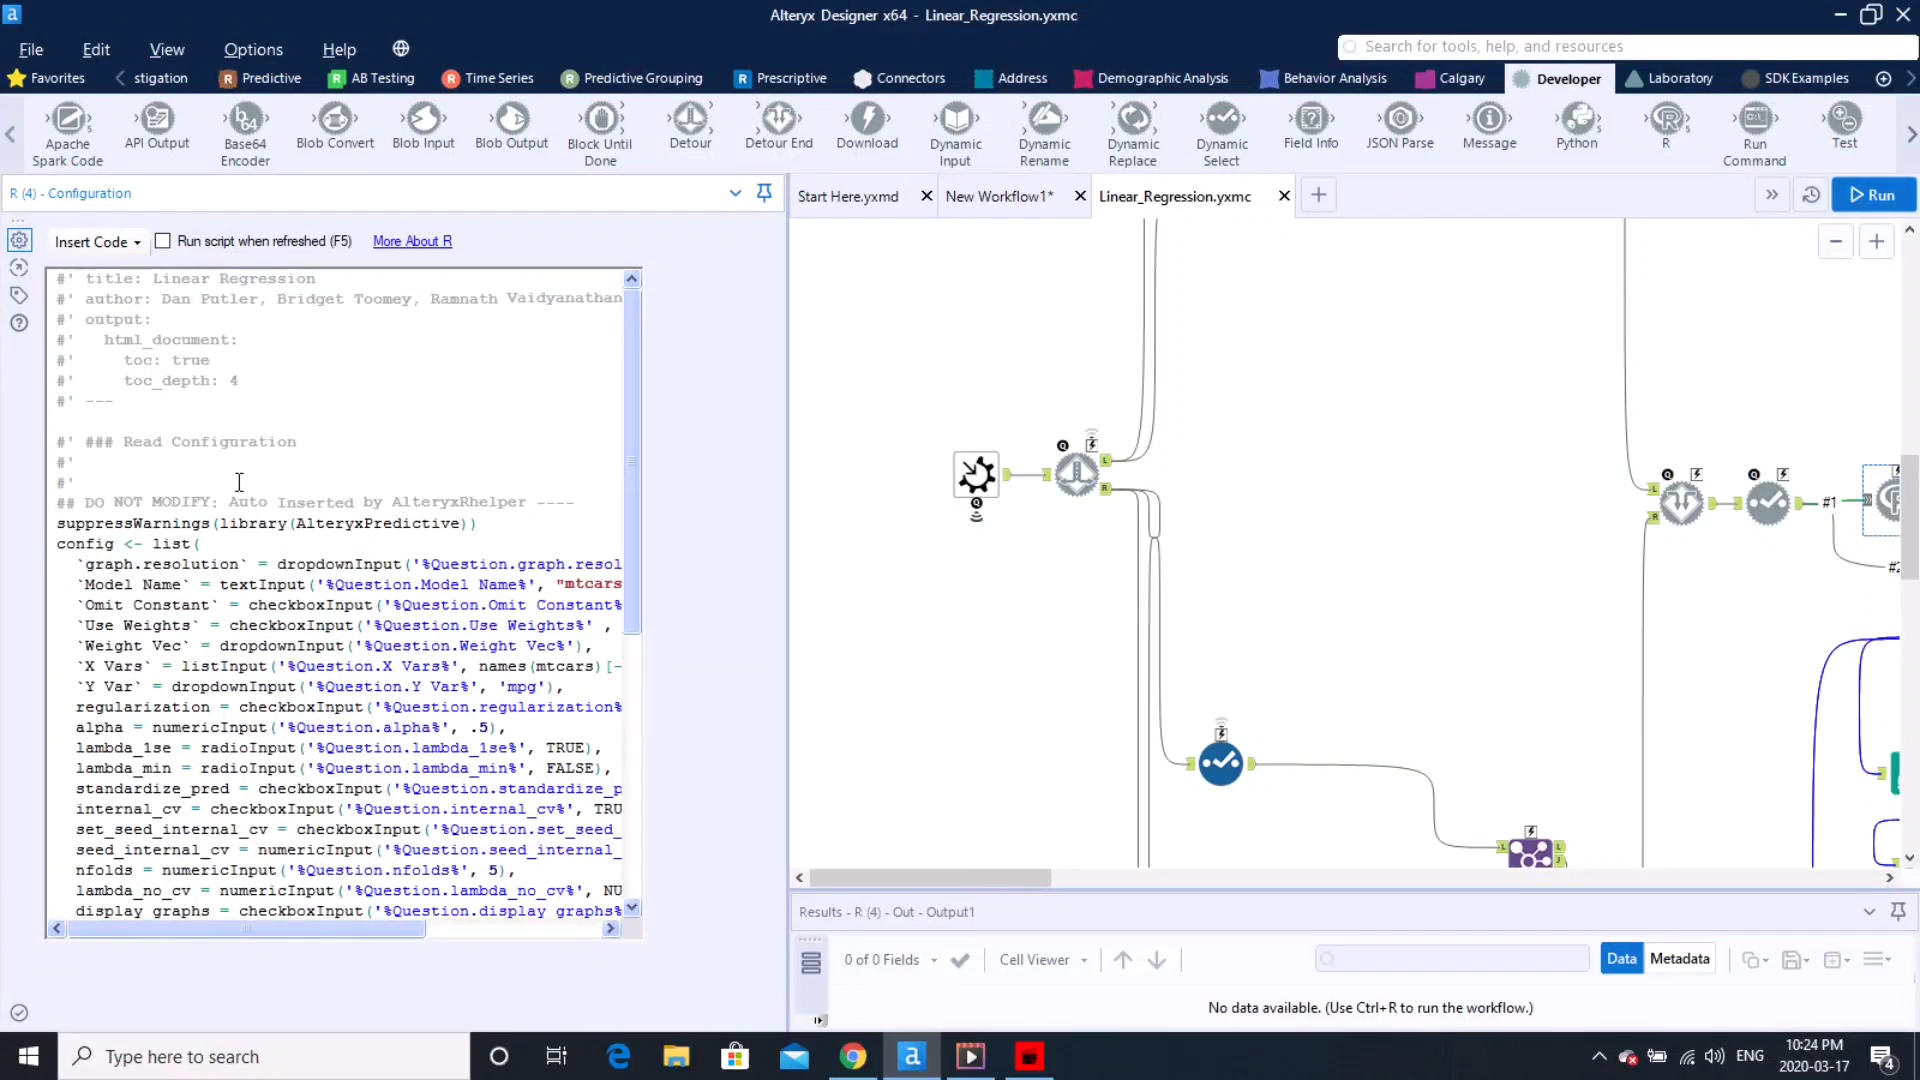 a
Alteryx Designer x64 - Linear_Regression.yxmc
File Edit View Options Help
Search for tools, help, and resources
Favorites stigation Predictive AB Testing Time Series Predictive Grouping Prescriptive Connectors Address Demographic Analysis Behavior Analysis Calgary Developer Laboratory SDK Examples
Apache Spark Code
API Output
Base64 Encoder
Blob Convert
Blob Input
Blob Output
Block Until Done
Detour
Detour End
Download
Dynamic Input
Dynamic Rename
Dynamic Replace
Dynamic Select
Field Info
JSON Parse
Message
Python
R
Run Command
Test
R (4) - Configuration
Start Here.yxmd New Workflow1* Linear_Regression.yxmc
Run
Insert Code Run script when refreshed (F5) More About R
#' title: Linear Regression
#' author: Dan Putler, Bridget Toomey, Ramnath Vaidyanathan
#' output:
#'   html_document:
#'     toc: true
#'     toc_depth: 4
#' ---
#' ### Read Configuration
#'
#'
## DO NOT MODIFY: Auto Inserted by AlteryxRhelper ----
suppressWarnings(library(AlteryxPredictive))
config <- list(
`graph.resolution` = dropdownInput('%Question.graph.resol
`Model Name` = textInput('%Question.Model Name%', "mtcars
`Omit Constant` = checkboxInput('%Question.Omit Constant%
`Use Weights` = checkboxInput('%Question.Use Weights%' ,
`Weight Vec` = dropdownInput('%Question.Weight Vec%'),
`X Vars` = listInput('%Question.X Vars%', names(mtcars)[-
`Y Var` = dropdownInput('%Question.Y Var%', 'mpg'),
regularization = checkboxInput('%Question.regularization%
alpha = numericInput('%Question.alpha%', .5),
lambda_1se = radioInput('%Question.lambda_1se%', TRUE),
lambda_min = radioInput('%Question.lambda_min%', FALSE),
standardize_pred = checkboxInput('%Question.standardize_p
internal_cv = checkboxInput('%Question.internal_cv%', TRU
set_seed_internal_cv = checkboxInput('%Question.set_seed_
seed_internal_cv = numericInput('%Question.seed_internal_
nfolds = numericInput('%Question.nfolds%', 5),
lambda_no_cv = numericInput('%Question.lambda_no_cv%', NU
display_graphs = checkboxInput('%Question.display_graphs%
Q
L
R
Q
L
R
Q
Q
#1
#2
L
L
J
Results - R (4) - Out - Output1
0 of 0 Fields Cell Viewer Data Metadata
No data available. (Use Ctrl+R to run the workflow.)
Type here to search
ENG
10:24 PM
2020-03-17
4